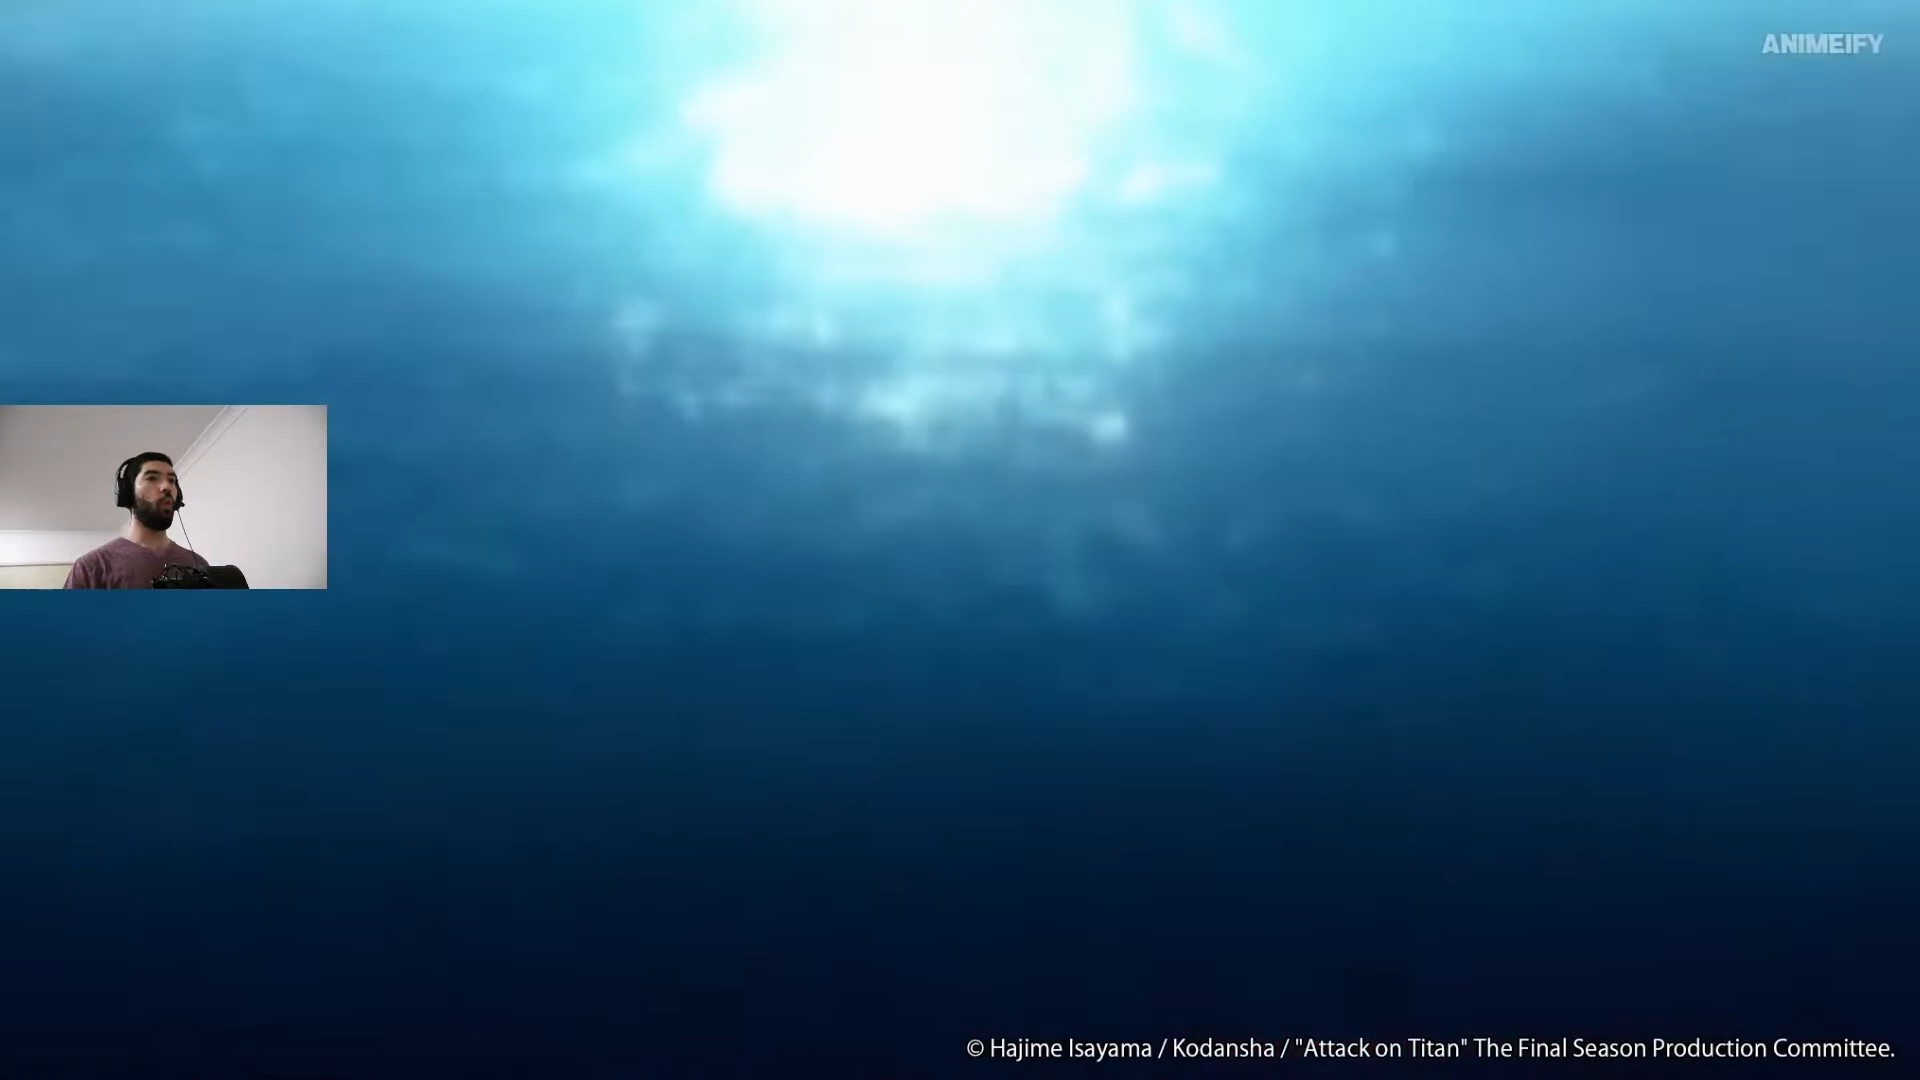 ANIMEIFY
© Hajime Isayama / Kodansha / "Attack on Titan" The Final Season Production Committee.